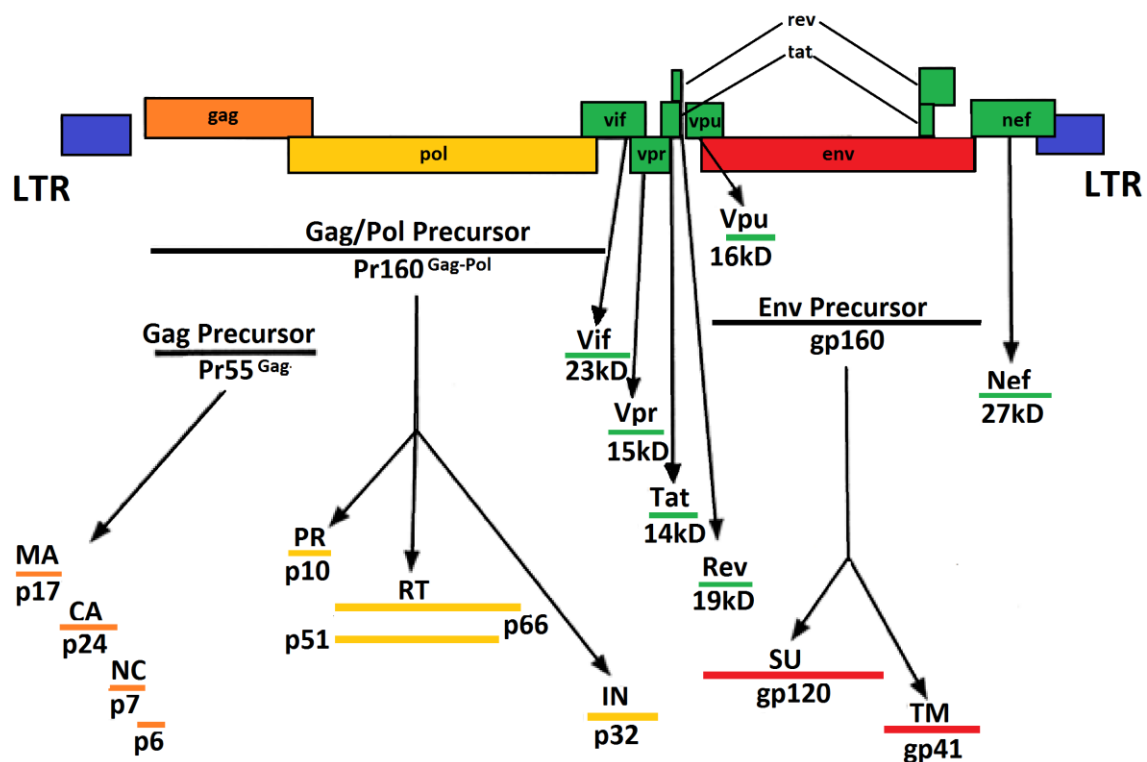 rev
tat
gag
vif
vpu
nef
pol
vpr
env
LTR
LTR
Gag/Pol Precursor
Pr160 Gag-Pol
Vpu
16kD
Gag Precursor
Pr55 Gag
Env Precursor
gp160
Vif
23kD
Nef
27kD
Vpr
15kD
Tat
14kD
MA
p17
PR
p10
RT
p66
p51
Rev
19kD
CA
p24
NC
p7
p6
IN
p32
SU
gp120
TM
gp41